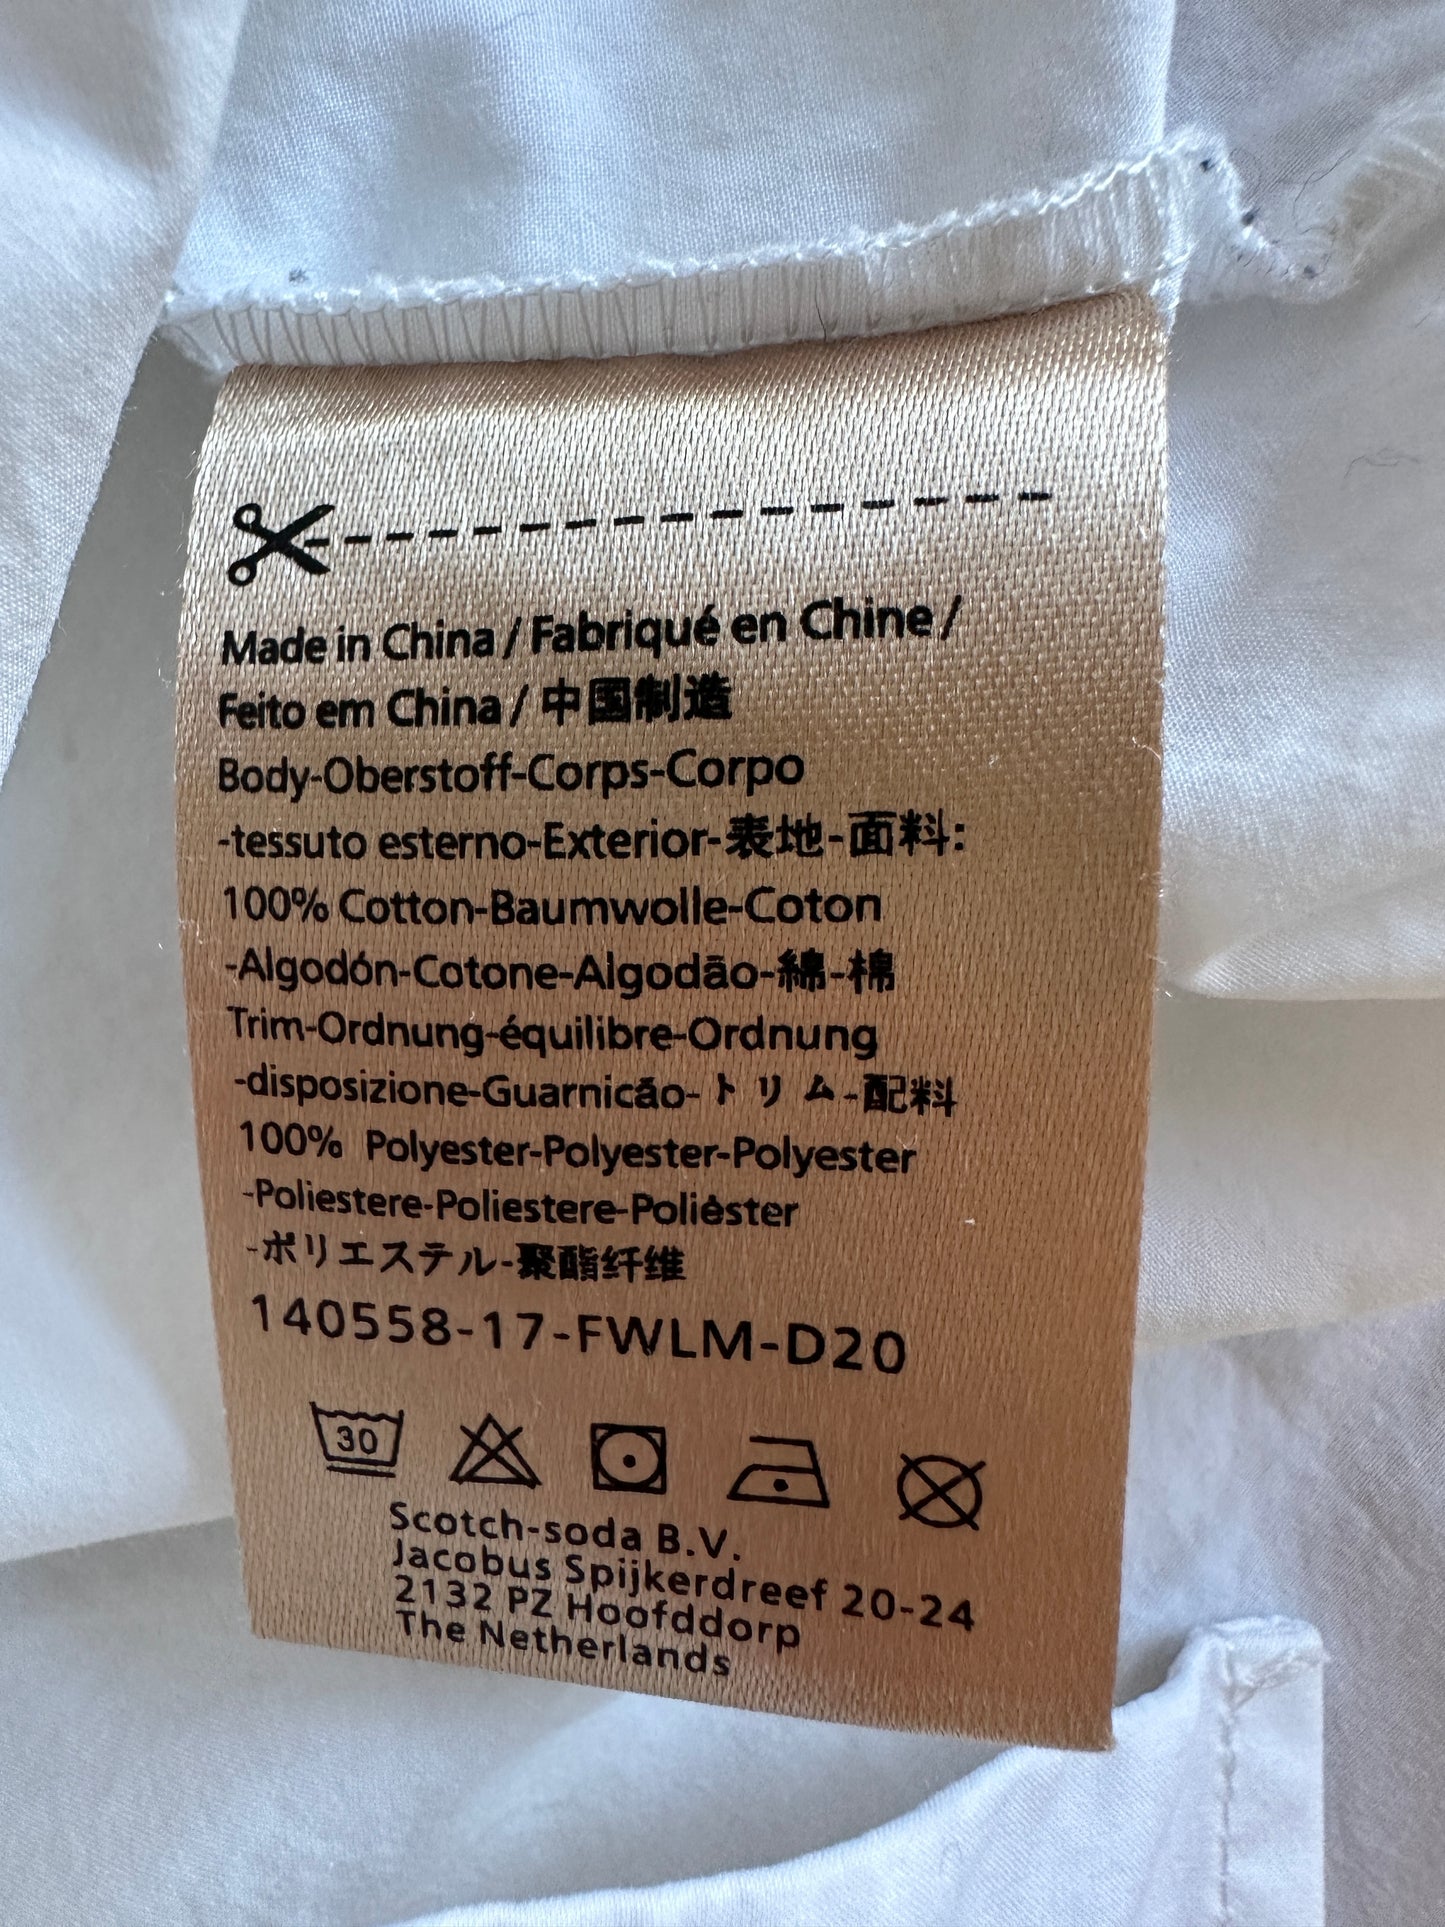 Made in China / Fabriqué en Chine /
Feito em China / 中国制造
Body-Oberstoff-Corps-Corpo
-tessuto esterno-Exterior-表地-面料:
100% Cotton-Baumwolle-Coton
-Algodón-Cotone-Algodão-綿-棉
Trim-Ordnung-équilibre-Ordnung
-disposizione-Guarnicão-トリム-配料
100% Polyester-Polyester-Polyester
-Poliestere-Poliestere-Poliéster
-ポリエステル-聚酯纤维
140558-17-FWLM-D20
30
Scotch-soda B.V.
Jacobus Spijkerdreef 20-24
2132 PZ Hoofddorp
The Netherlands